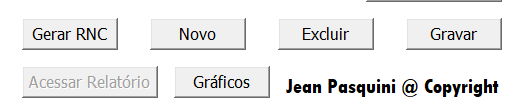 Gerar RNC Novo Excluir Gravar
Acessar Relatório Gráficos Jean Pasquini @ Copyright